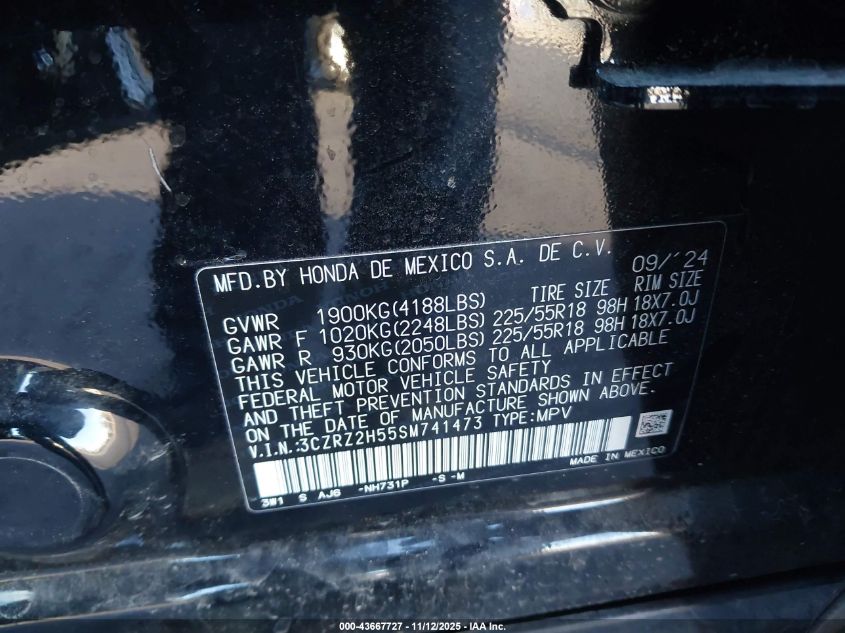 MFD.BY HONDA DE MEXICO S.A. DE C.V. 09/´24
TIRE SIZE RIM SIZE
GVWR 1900KG(4188LBS)
GAWR F 1020KG(2248LBS) 225/55R18 98H 18X7.0J
GAWR R 930KG(2050LBS) 225/55R18 98H 18X7.0J
THIS VEHICLE CONFORMS TO ALL APPLICABLE
FEDERAL MOTOR VEHICLE SAFETY
AND THEFT PREVENTION STANDARDS IN EFFECT
ON THE DATE OF MANUFACTURE SHOWN ABOVE.
V.I.N.:3CZRZ2H55SM741473 TYPE:MPV
MADE IN MEXICO
3W1 S AJ6 -NH731P -S -M
000-43667727 - 11/12/2025 - IAA Inc.